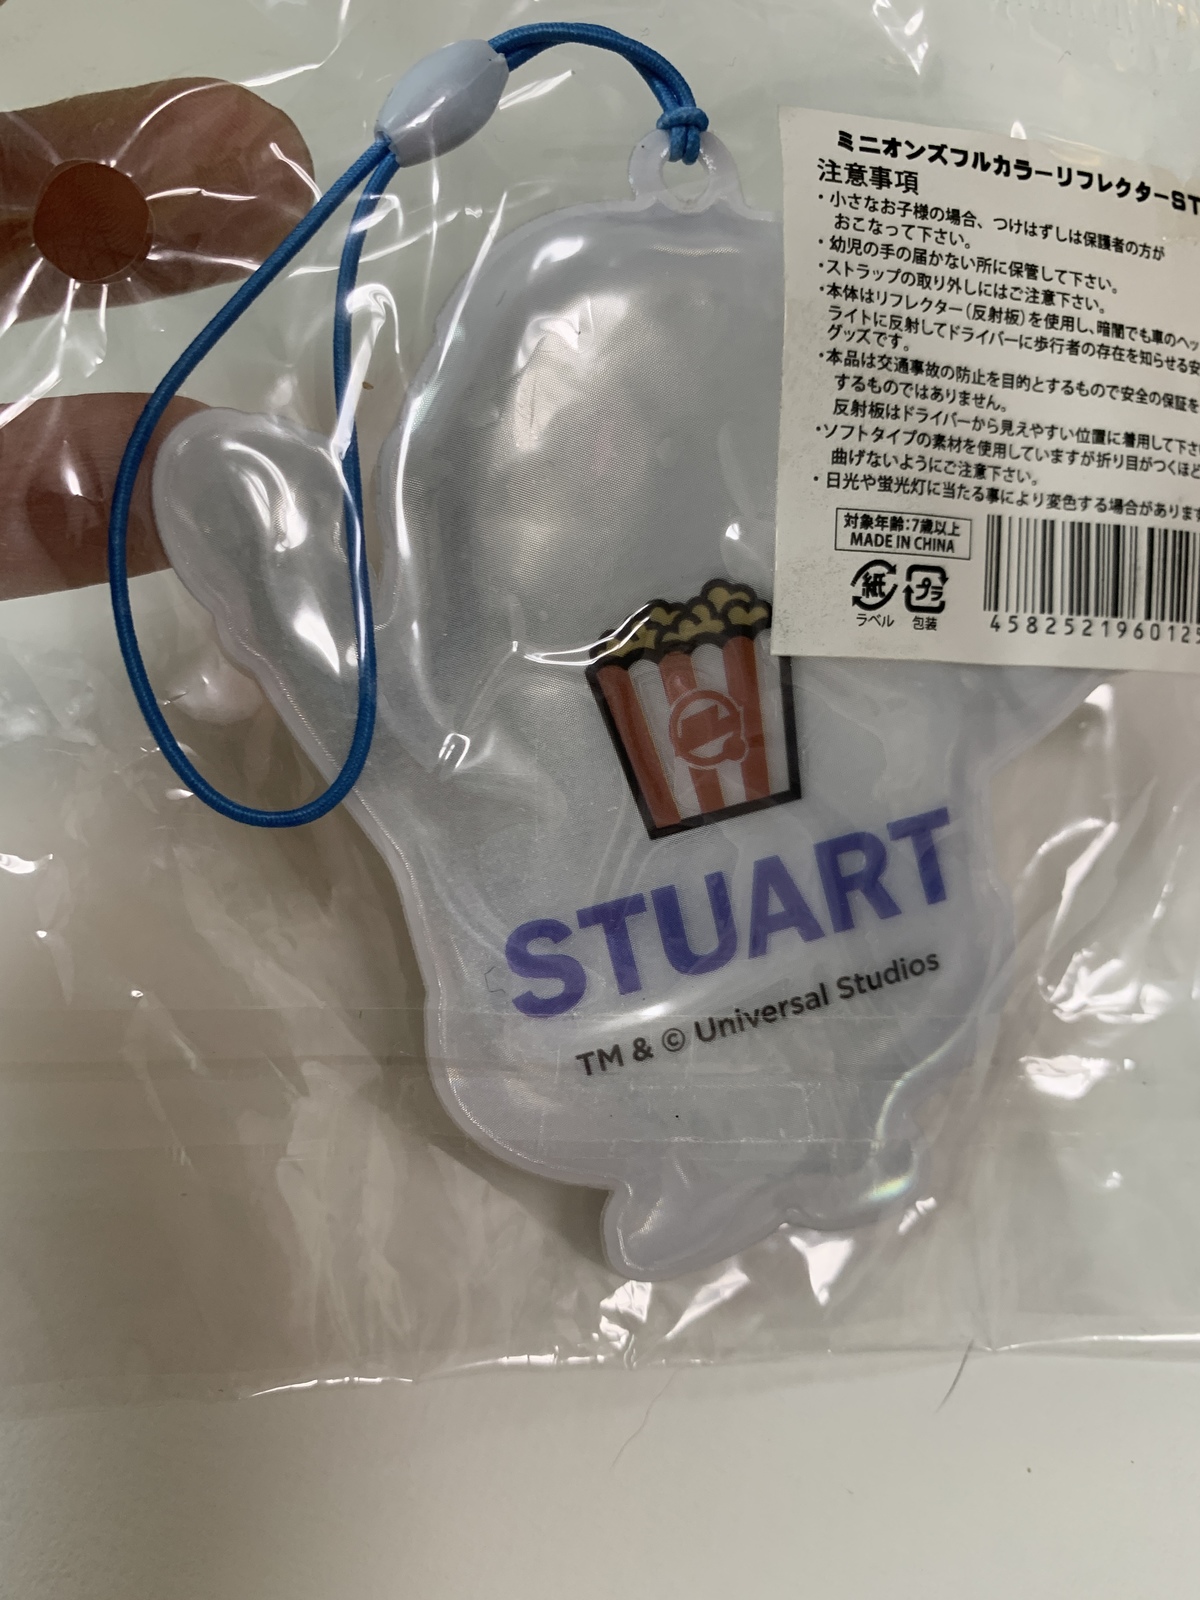 ミニオンズフルカラーリフレクターST
注意事項
・小さなお子様の場合、つけはずしは保護者の方が
おこなって下さい。
・幼児の手の届かない所に保管して下さい。
・ストラップの取り外しにはご注意下さい。
・本体はリフレクター(反射板)を使用し、暗闇でも車のヘッ
ライトに反射してドライバーに歩行者の存在を知らせる安
グッズです。
・本品は交通事故の防止を目的とするもので安全の保証を
するものではありません。
反射板はドライバーから見えやすい位置に着用して下さ
・ソフトタイプの素材を使用していますが折り目がつくほど
曲げないようにご注意下さい。
・日光や蛍光灯に当たる事により変色する場合があります
対象年齢:7歳以上
MADE IN CHINA
紙 プラ
ラベル 包装
458252196012
STUART
TM & © Universal Studios